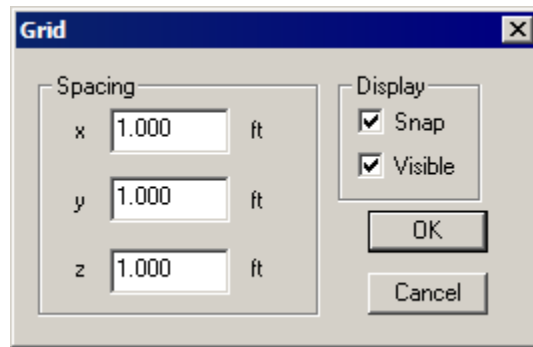 Grid
Spacing
x 1.000 ft
y 1.000 ft
z 1.000 ft
Display
Snap
Visible
OK
Cancel